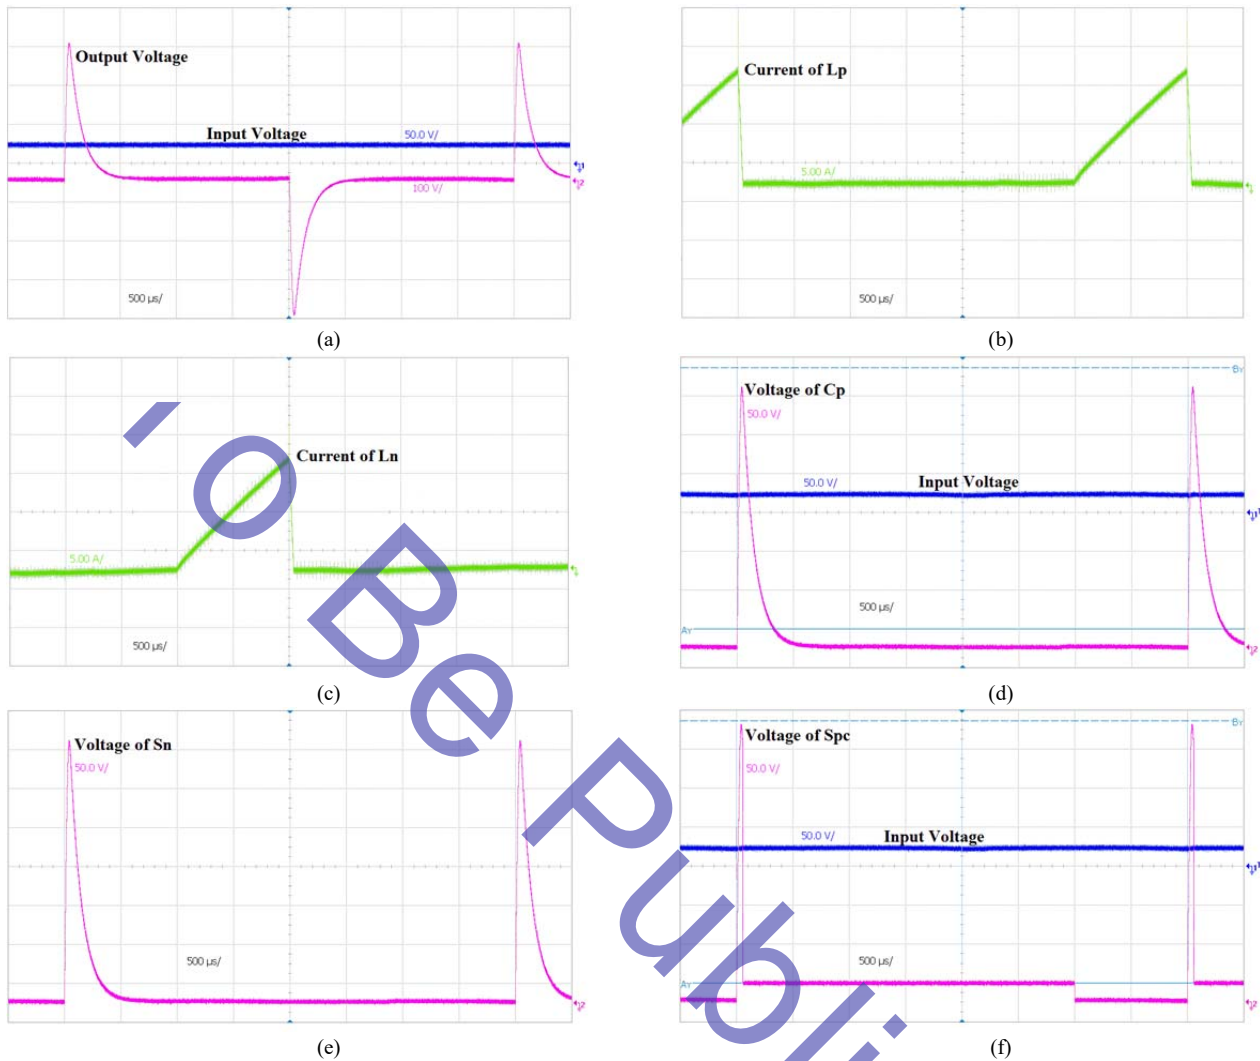 Output Voltage
Input Voltage
50.0 V/
100 V/
500 µs/
(a)
Current of Lp
5.00 A/
500 µs/
(b)
Current of Ln
5.00 A/
500 µs/
(c)
Voltage of Cp
50.0 V/
50.0 V/
Input Voltage
500 µs/
(d)
Voltage of Sn
50.0 V/
500 µs/
(e)
Voltage of Spc
50.0 V/
50.0 V/
Input Voltage
500 µs/
(f)
o Be Publi